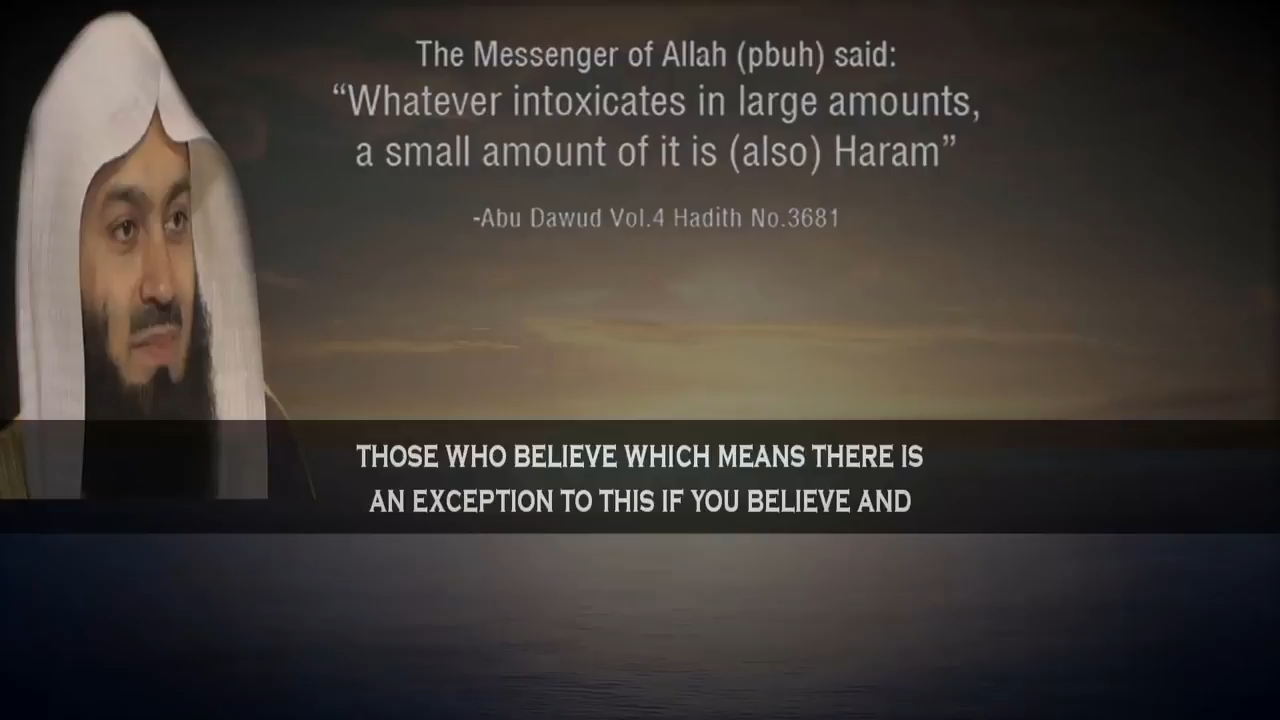 The Messenger of Allah (pbuh) said:
“Whatever intoxicates in large amounts,
a small amount of it is (also) Haram”
-Abu Dawud Vol.4 Hadith No.3681
THOSE WHO BELIEVE WHICH MEANS THERE IS
AN EXCEPTION TO THIS IF YOU BELIEVE AND